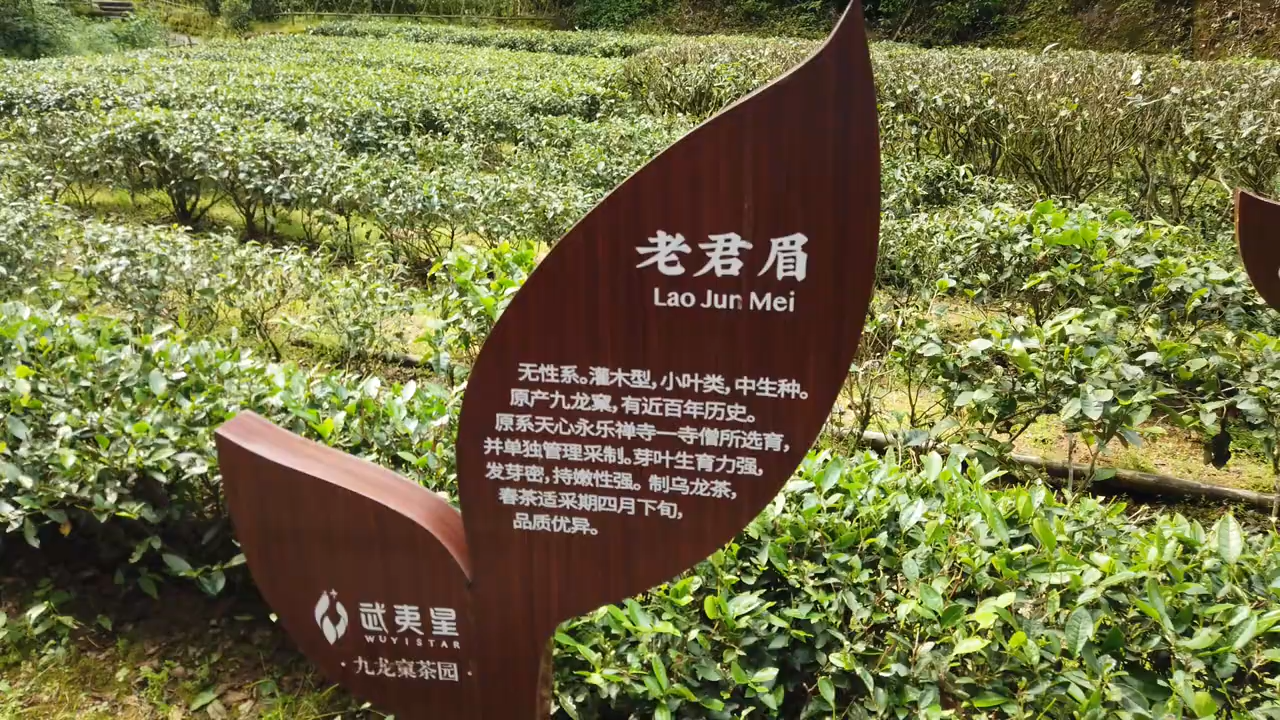 老君眉
Lao Jun Mei
无性系。灌木型，小叶类，中生种。
原产九龙窠，有近百年历史。
原系天心永乐禅寺一寺僧所选育，
并单独管理采制。芽叶生育力强，
发芽密，持嫩性强。制乌龙茶，
春茶适采期四月下旬，
品质优异。
武夷星
WUYISTAR
·九龙窠茶园·